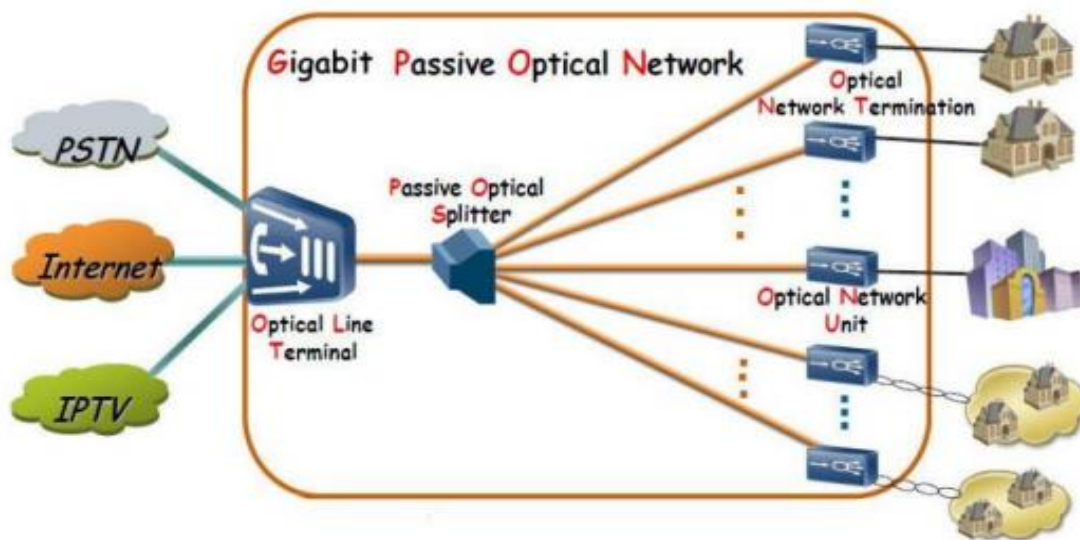 Gigabit Passive Optical Network
PSTN
Internet
IPTV
Optical Line
Terminal
Passive Optical
Splitter
Optical
Network Termination
Optical Network
Unit